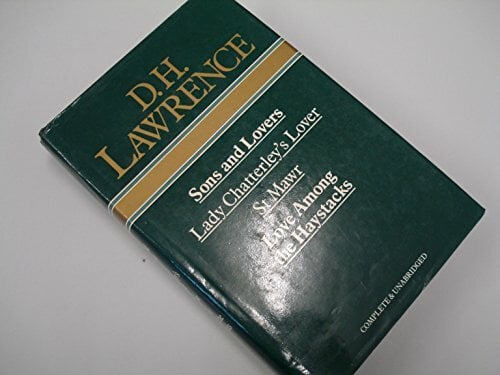 D.H.
LAWRENCE
Sons and Lovers
Lady Chatterley's Lover
St Mawr
Love Among
the Haystacks
COMPLETE & UNABRIDGED